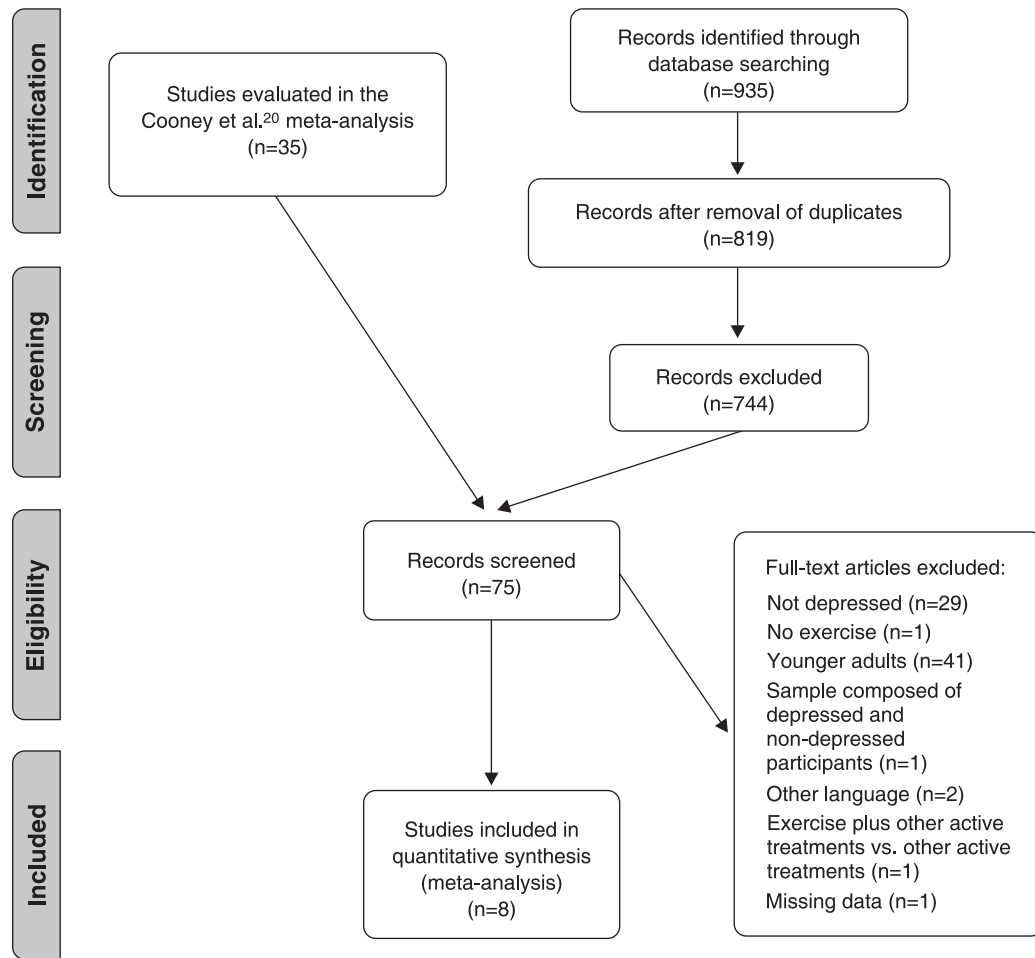 Identification
Studies evaluated in the
Cooney et al.20 meta-analysis
(n=35)
Records identified through
database searching
(n=935)
Records after removal of duplicates
(n=819)
Screening
Records excluded
(n=744)
Eligibility
Records screened
(n=75)
Full-text articles excluded:
Not depressed (n=29)
No exercise (n=1)
Younger adults (n=41)
Sample composed of
depressed and
non-depressed
participants (n=1)
Other language (n=2)
Exercise plus other active
treatments vs. other active
treatments (n=1)
Missing data (n=1)
Included
Studies included in
quantitative synthesis
(meta-analysis)
(n=8)